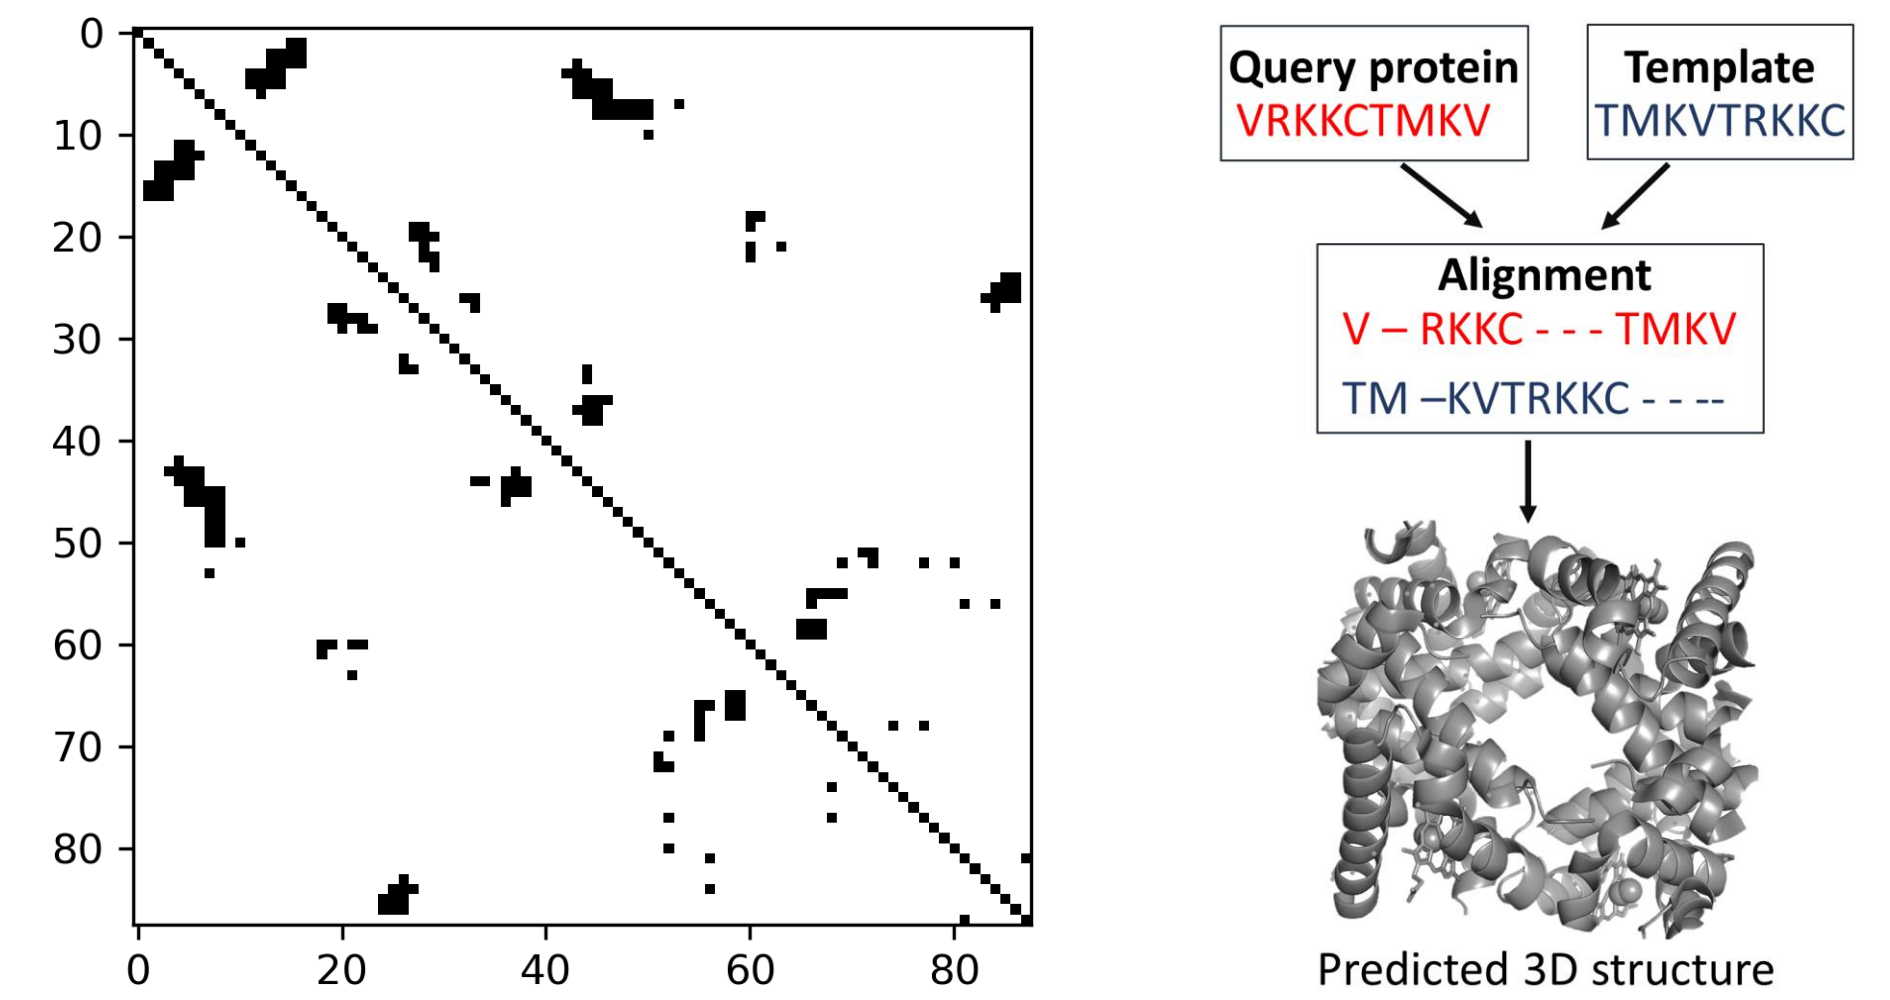 0
10
20
30
40
50
60
70
80
0 20 40 60 80
Query protein
VRKKCTMKV
Template
TMKVTRKKC
Alignment
V – RKKC - - - TMKV
TM –KVTRKKC - - --
Predicted 3D structure